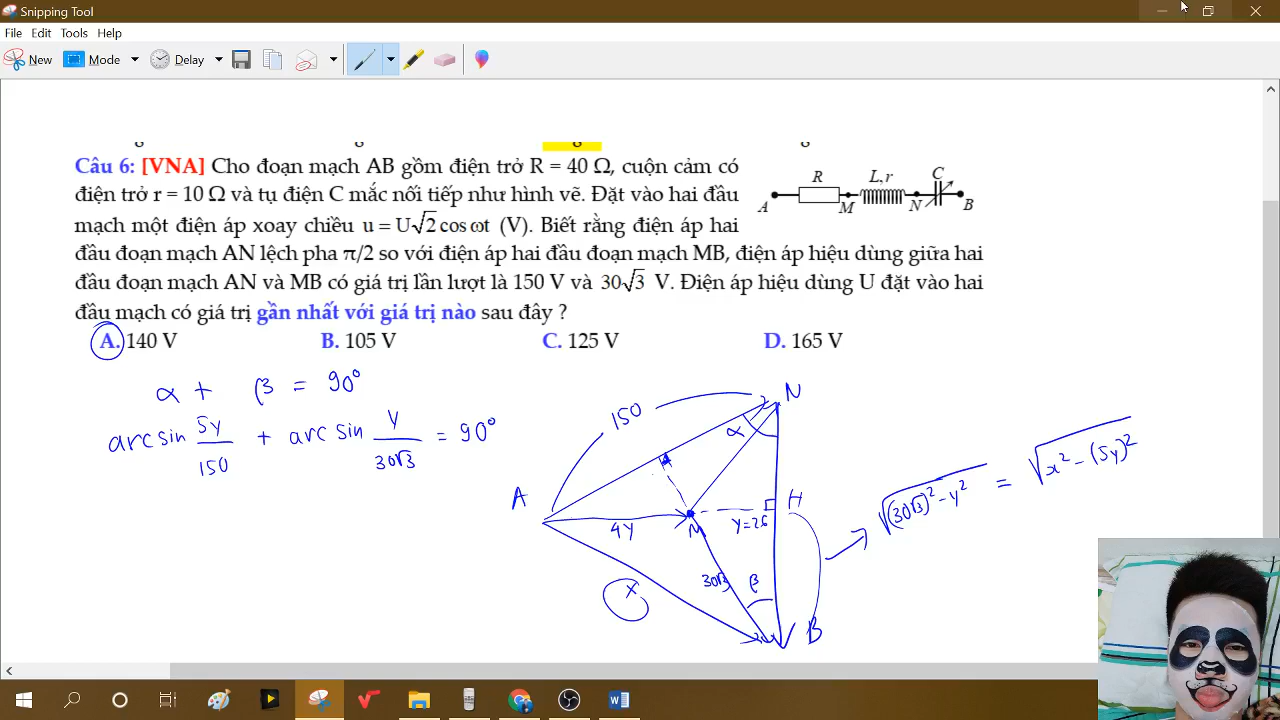 Snipping Tool
File Edit Tools Help
New Mode Delay
Câu 6: [VNA] Cho đoạn mạch AB gồm điện trở R = 40 Ω, cuộn cảm có
điện trở r = 10 Ω và tụ điện C mắc nối tiếp như hình vẽ. Đặt vào hai đầu
mạch một điện áp xoay chiều u = U√2 cos ωt (V). Biết rằng điện áp hai
đầu đoạn mạch AN lệch pha π/2 so với điện áp hai đầu đoạn mạch MB, điện áp hiệu dùng giữa hai
đầu đoạn mạch AN và MB có giá trị lần lượt là 150 V và 30√3 V. Điện áp hiệu dùng U đặt vào hai
đầu mạch có giá trị gần nhất với giá trị nào sau đây ?
R L, r C
A M N B
A. 140 V B. 105 V C. 125 V D. 165 V
α + β = 90°
arc sin 5y/150 + arc sin y/30√3 = 90°
N
150
α
A
H
4y
M
y=26
30√3
β
x
B
√(30√3)² - y² = √x² - (5y)²